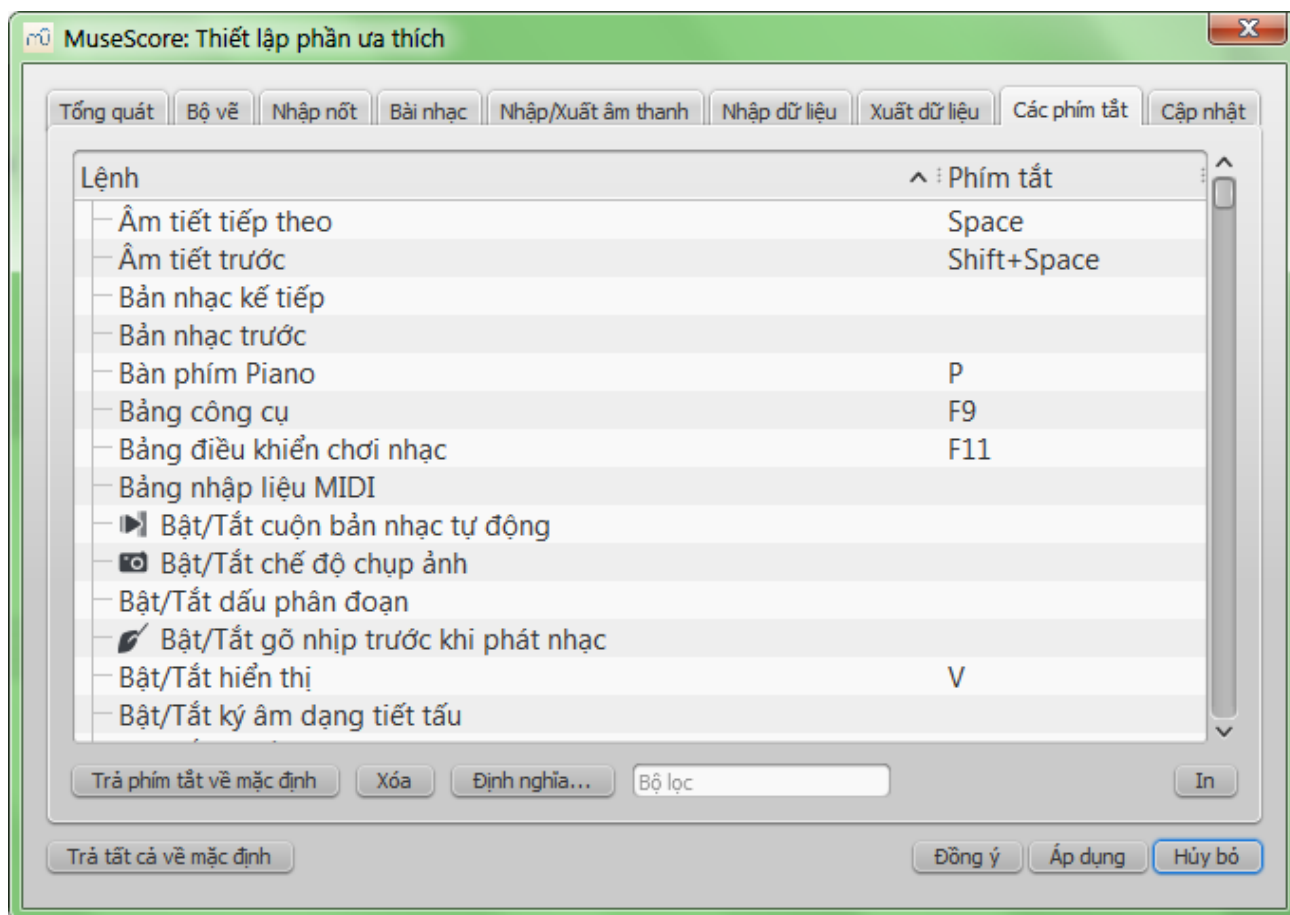 MuseScore: Thiết lập phần ưa thích
Tổng quát Bộ vẽ Nhập nốt Bài nhạc Nhập/Xuất âm thanh Nhập dữ liệu Xuất dữ liệu Các phím tắt Cập nhật
Lệnh Phím tắt
Âm tiết tiếp theo Space
Âm tiết trước Shift+Space
Bản nhạc kế tiếp
Bản nhạc trước
Bàn phím Piano P
Bảng công cụ F9
Bảng điều khiển chơi nhạc F11
Bảng nhập liệu MIDI
Bật/Tắt cuộn bản nhạc tự động
Bật/Tắt chế độ chụp ảnh
Bật/Tắt dấu phân đoạn
Bật/Tắt gõ nhịp trước khi phát nhạc
Bật/Tắt hiển thị V
Bật/Tắt ký âm dạng tiết tấu
Trả phím tắt về mặc định Xóa Định nghĩa... Bộ lọc In
Trả tất cả về mặc định Đồng ý Áp dụng Hủy bỏ